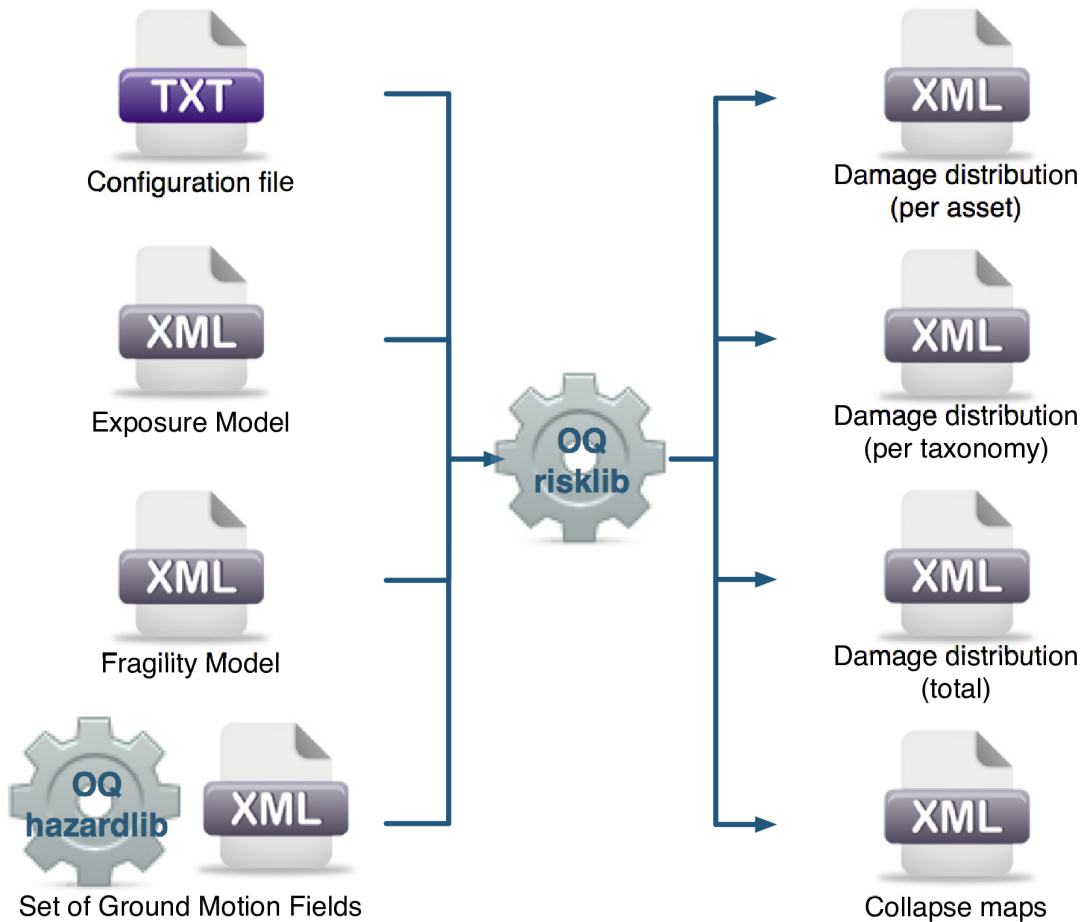 TXT
Configuration file
XML
Exposure Model
XML
Fragility Model
OQ
hazardlib
XML
Set of Ground Motion Fields
OQ
risklib
XML
Damage distribution
(per asset)
XML
Damage distribution
(per taxonomy)
XML
Damage distribution
(total)
XML
Collapse maps